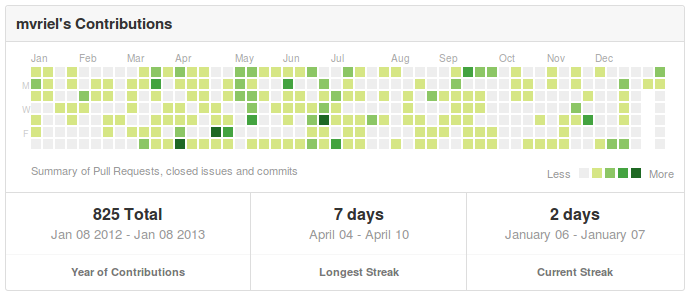 mvriel's Contributions
Jan Feb Mar Apr May Jun Jul Aug Sep Oct Nov Dec
M
W
F
Summary of Pull Requests, closed issues and commits
Less More
825 Total 7 days 2 days
Jan 08 2012 - Jan 08 2013 April 04 - April 10 January 06 - January 07
Year of Contributions Longest Streak Current Streak